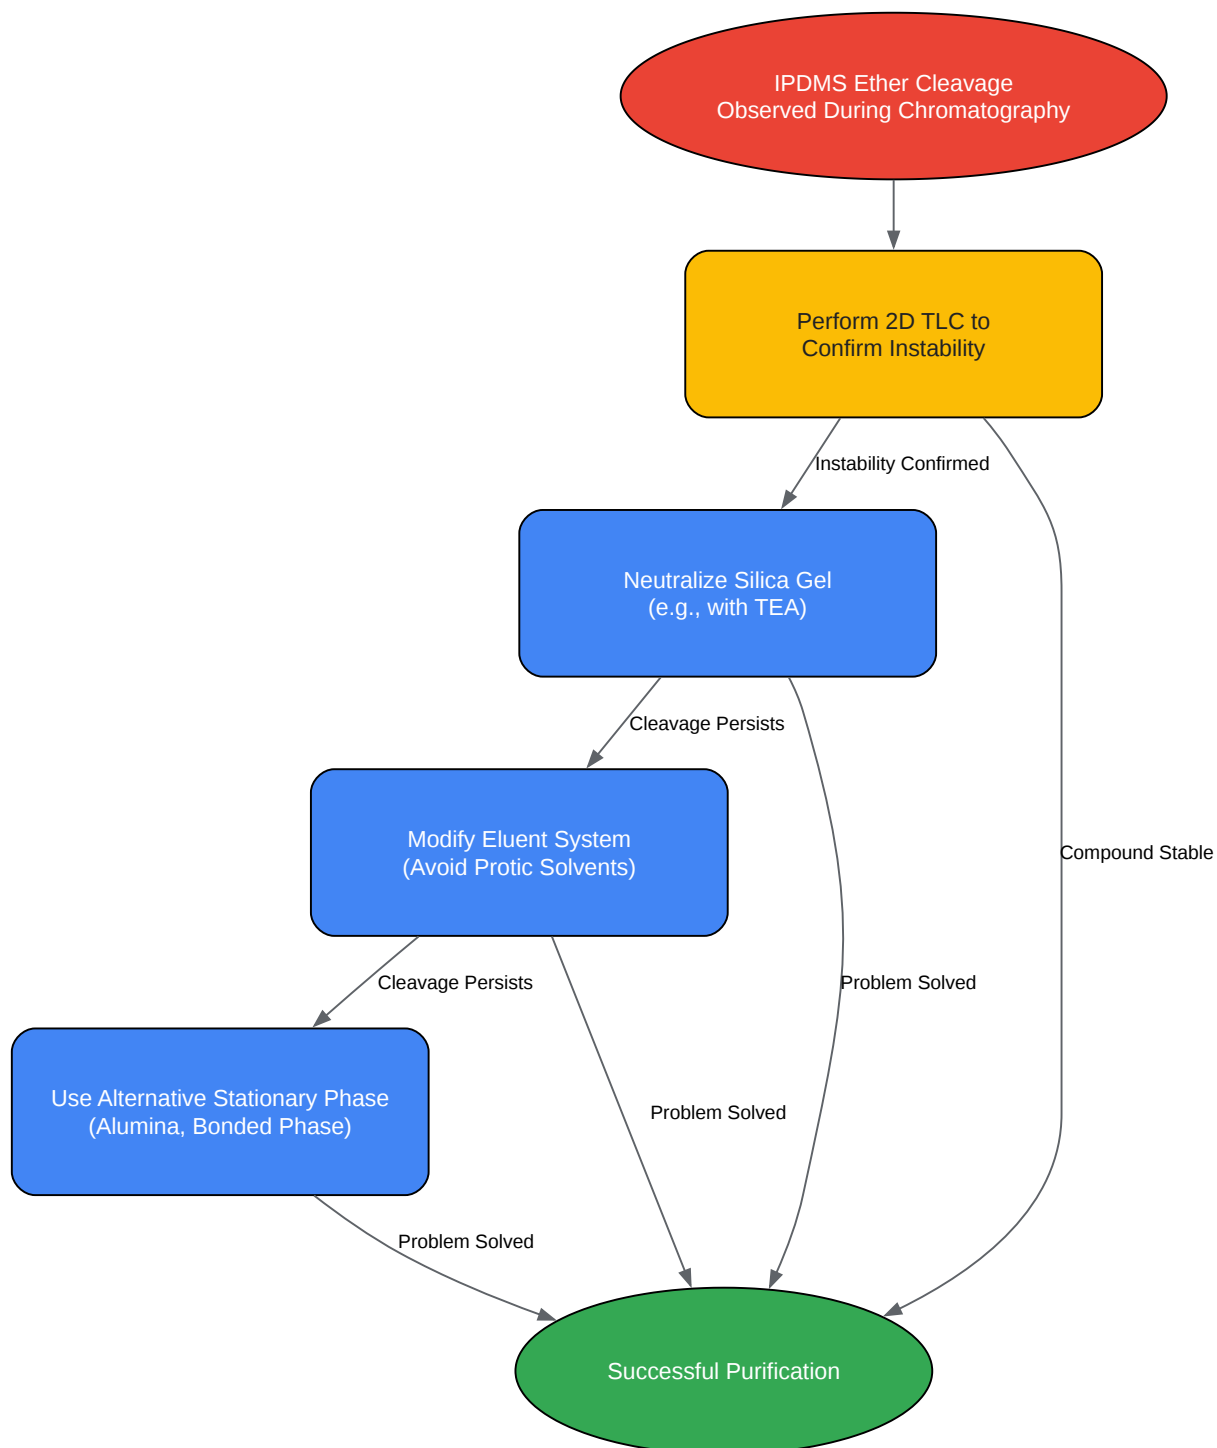 IPDMS Ether Cleavage
Observed During Chromatography
Perform 2D TLC to
Confirm Instability
Instability Confirmed
Neutralize Silica Gel
(e.g., with TEA)
Cleavage Persists
Modify Eluent System
(Avoid Protic Solvents)
Compound Stable
Cleavage Persists
Problem Solved
Use Alternative Stationary Phase
(Alumina, Bonded Phase)
Problem Solved
Problem Solved
Successful Purification